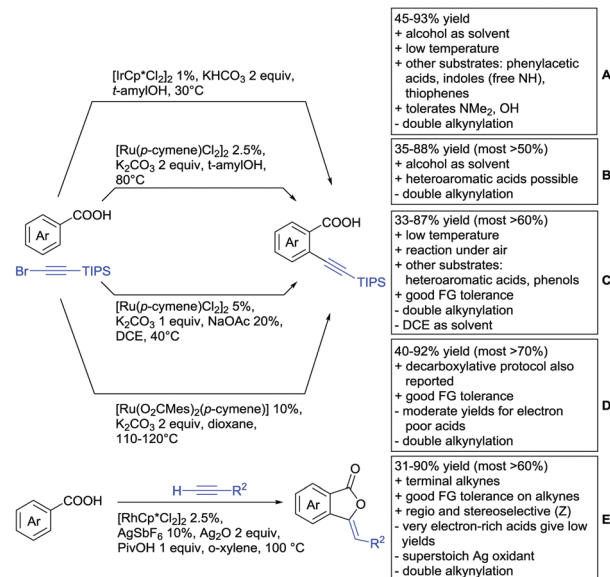 45-93% yield
+ alcohol as solvent
+ low temperature
+ other substrates: phenylacetic
acids, indoles (free NH),
thiophenes
+ tolerates NMe2, OH
- double alkynylation
A
[IrCp*Cl2]2 1%, KHCO3 2 equiv,
t-amylOH, 30°C
[Ru(p-cymene)Cl2]2 2.5%,
K2CO3 2 equiv, t-amylOH,
80°C
35-88% yield (most >50%)
+ alcohol as solvent
+ heteroaromatic acids possible
- double alkynylation
B
COOH
Ar
Br
TIPS
COOH
Ar
TIPS
33-87% yield (most >60%)
+ low temperature
+ reaction under air
+ other substrates:
heteroaromatic acids, phenols
+ good FG tolerance
- double alkynylation
- DCE as solvent
C
[Ru(p-cymene)Cl2]2 5%,
K2CO3 1 equiv, NaOAc 20%,
DCE, 40°C
[Ru(O2CMes)2(p-cymene)] 10%,
K2CO3 2 equiv, dioxane,
110-120°C
40-92% yield (most >70%)
+ decarboxylative protocol also
reported
+ good FG tolerance
- moderate yields for electron
poor acids
- double alkynylation
D
COOH
Ar
H
R2
[RhCp*Cl2]2 2.5%,
AgSbF6 10%, Ag2O 2 equiv,
PivOH 1 equiv, o-xylene, 100 °C
O
Ar
O
R2
31-90% yield (most >60%)
+ terminal alkynes
+ good FG tolerance on alkynes
+ regio and stereoselective (Z)
- very electron-rich acids give low
yields
- superstoich Ag oxidant
- double alkynylation
E